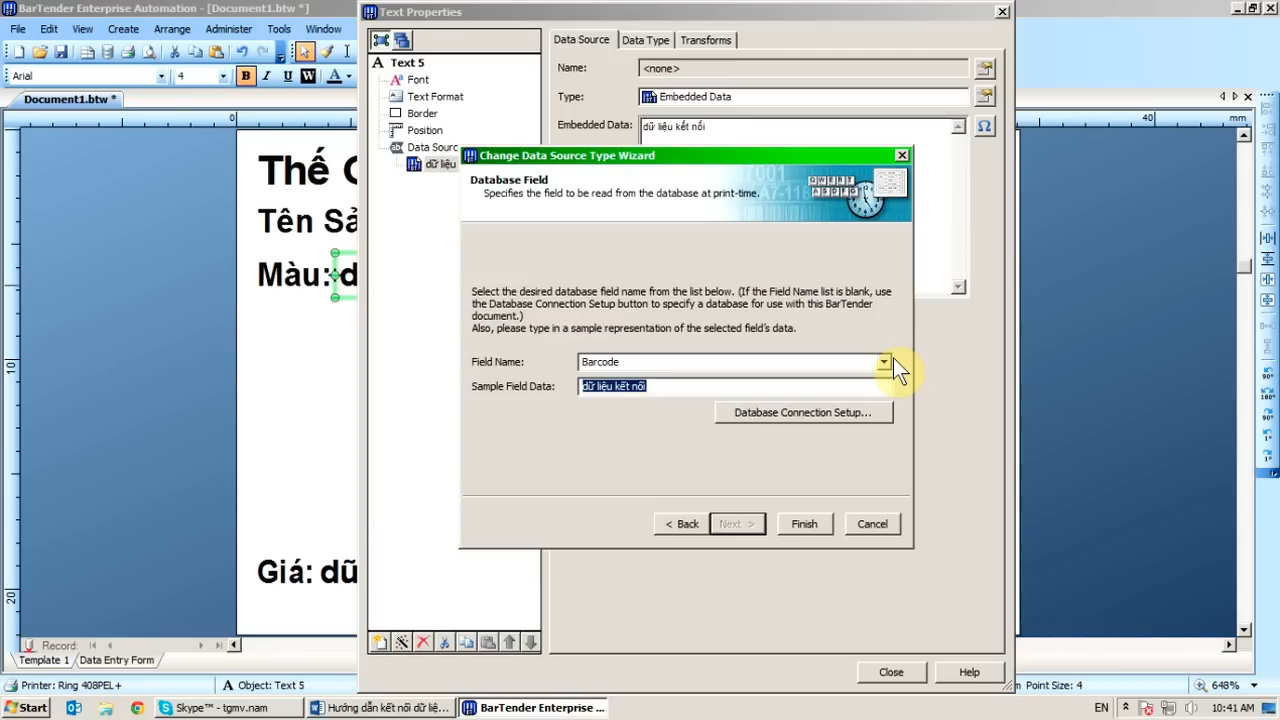 BarTender Enterprise Automation - [Document1.btw *]
Text Properties
File Edit View Create Arrange Administer Tools Window
Data Source Data Type Transforms
Text 5
Name: <none>
Arial 4 B I U W A
Font
Type: Embedded Data
Document1.btw *
Text Format
Border
Embedded Data: dữ liệu kết nối
0 40 mm
Position
Data Sourc
dữ liệu
Change Data Source Type Wizard
Thế G
Database Field
Specifies the field to be read from the database at print-time.
Tên Sả
Màu: d
Select the desired database field name from the list below. (If the Field Name list is blank, use
the Database Connection Setup button to specify a database for use with this BarTender
document.)
Also, please type in a sample representation of the selected field's data.
10
Field Name: Barcode
Sample Field Data: dữ liệu kết nối
Database Connection Setup...
< Back Next > Finish Cancel
Giá: dữ
20
Record:
Template 1 Data Entry Form
Close Help
Printer: Ring 408PEL+ Object: Text 5 m Point Size: 4 648%
Start Skype™ - tgmv.nam Hướng dẫn kết nối dữ liệ... BarTender Enterprise ... EN 10:41 AM